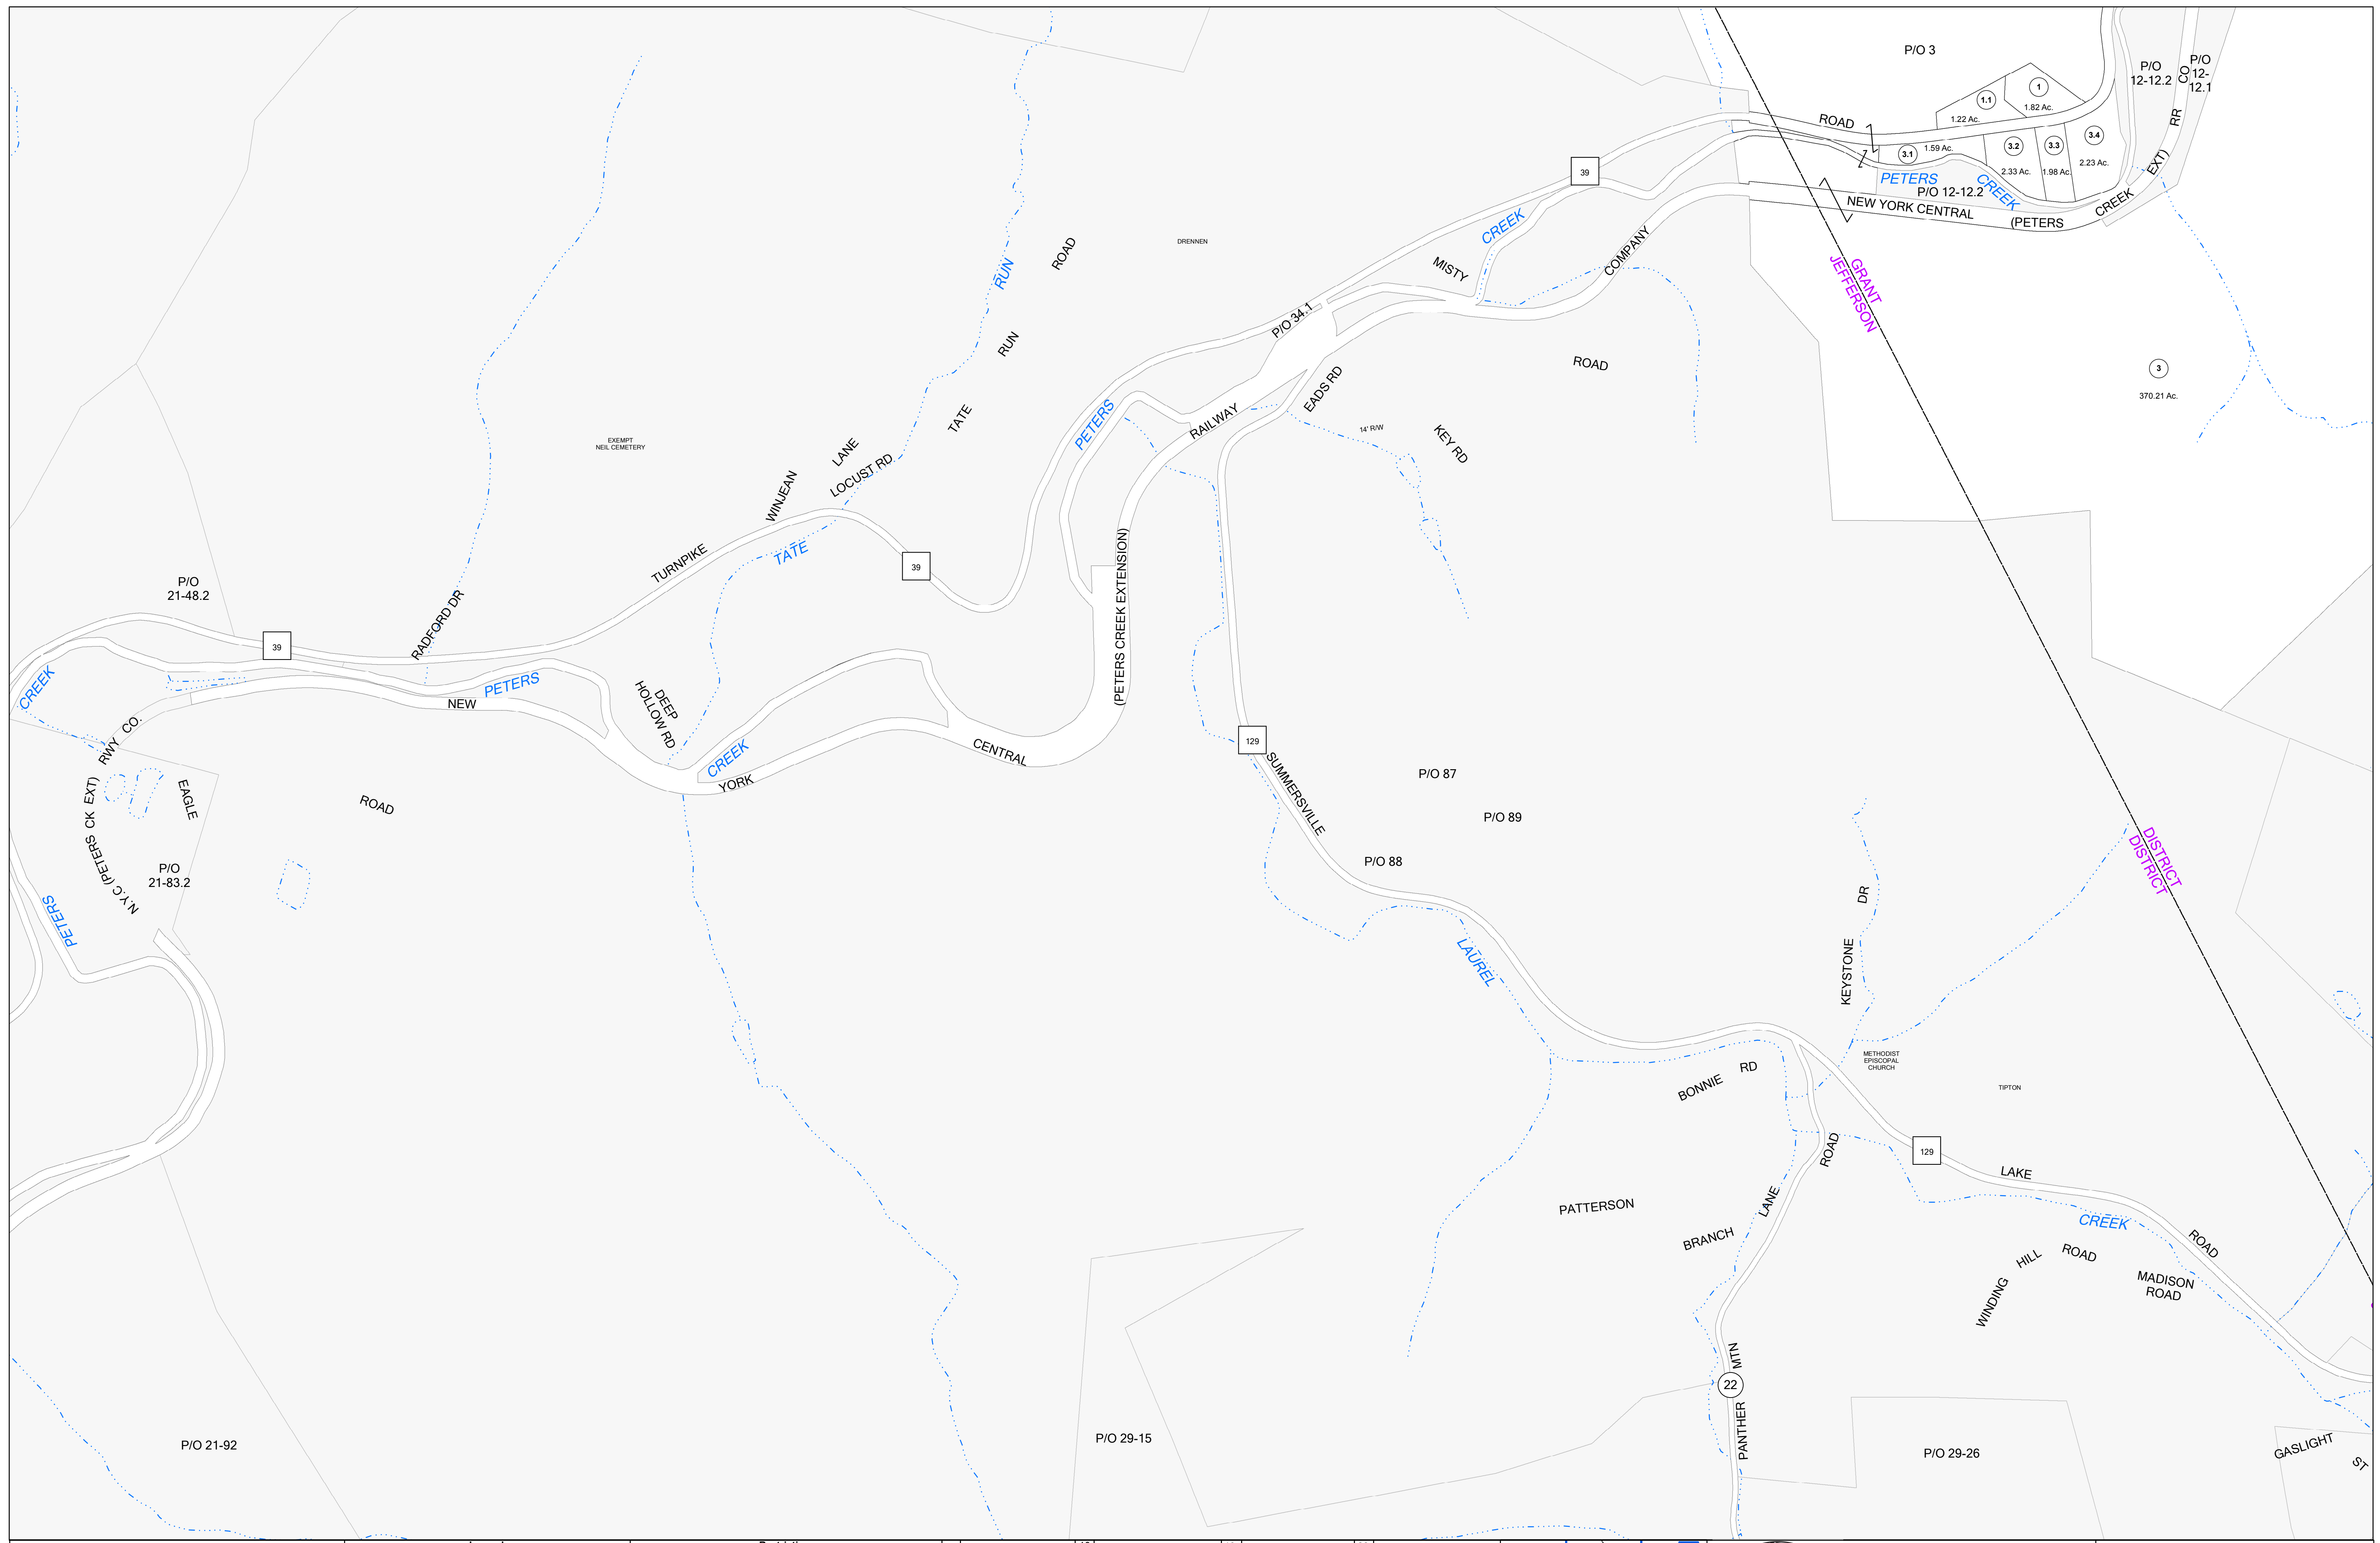 P/O 3
P/O
12-12.2
P/O
12-
12.1
CO
RR
1
1.82 Ac.
1.1
1.22 Ac.
ROAD
3.1
1.59 Ac.
3.2
2.33 Ac.
3.3
1.98 Ac.
3.4
2.23 Ac.
PETERS
CREEK
P/O 12-12.2
NEW YORK CENTRAL
(PETERS
CREEK
EXT)
39
CREEK
MISTY
COMPANY
ROAD
DRENNEN
RUN
ROAD
RUN
TATE
GRANT
JEFFERSON
3
370.21 Ac.
P/O 34.1
EADS RD
RAILWAY
PETERS
14' R/W
KEY RD
EXEMPT
NEIL CEMETERY
LANE
WINJEAN
LOCUST RD
TURNPIKE
TATE
39
(PETERS CREEK EXTENSION)
P/O
21-48.2
RADFORD DR
39
CREEK
PETERS
NEW
DEEP
HOLLOW RD
CREEK
YORK
CENTRAL
RWY CO.
N.Y.C (PETERS CK EXT)
EAGLE
ROAD
P/O
21-83.2
PETERS
129
SUMMERSVILLE
P/O 87
P/O 89
P/O 88
DISTRICT
DISTRICT
LAUREL
KEYSTONE
DR
METHODIST
EPISCOPAL
CHURCH
TIPTON
BONNIE
RD
ROAD
129
LAKE
CREEK
ROAD
PATTERSON
BRANCH
LANE
WINDING
HILL
ROAD
MADISON
ROAD
PANTHER MTN
22
P/O 21-92
P/O 29-15
P/O 29-26
GASLIGHT
ST